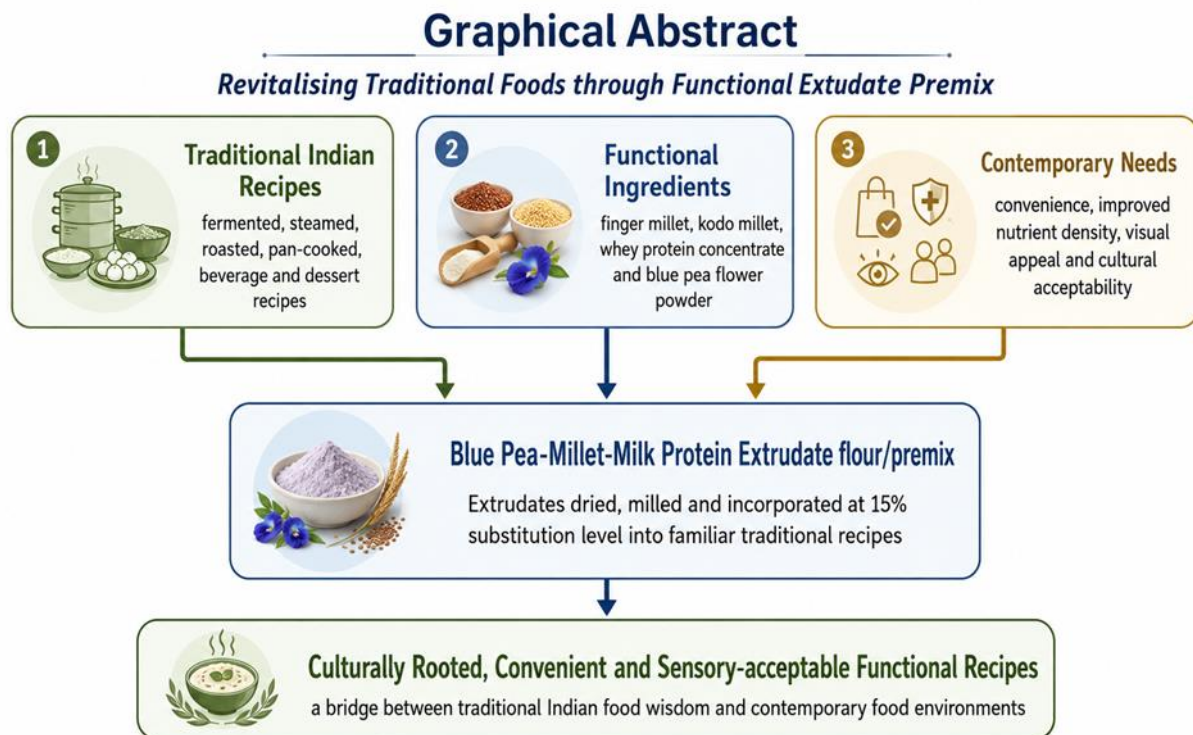 Graphical Abstract
Revitalising Traditional Foods through Functional Extudate Premix
1
Traditional Indian
Recipes
fermented, steamed,
roasted, pan-cooked,
beverage and dessert
recipes
2
Functional
Ingredients
finger millet, kodo millet,
whey protein concentrate
and blue pea flower
powder
3
Contemporary Needs
convenience, improved
nutrient density, visual
appeal and cultural
acceptability
Blue Pea-Millet-Milk Protein Extrudate flour/premix
Extrudates dried, milled and incorporated at 15%
substitution level into familiar traditional recipes
Culturally Rooted, Convenient and Sensory-acceptable Functional Recipes
a bridge between traditional Indian food wisdom and contemporary food environments